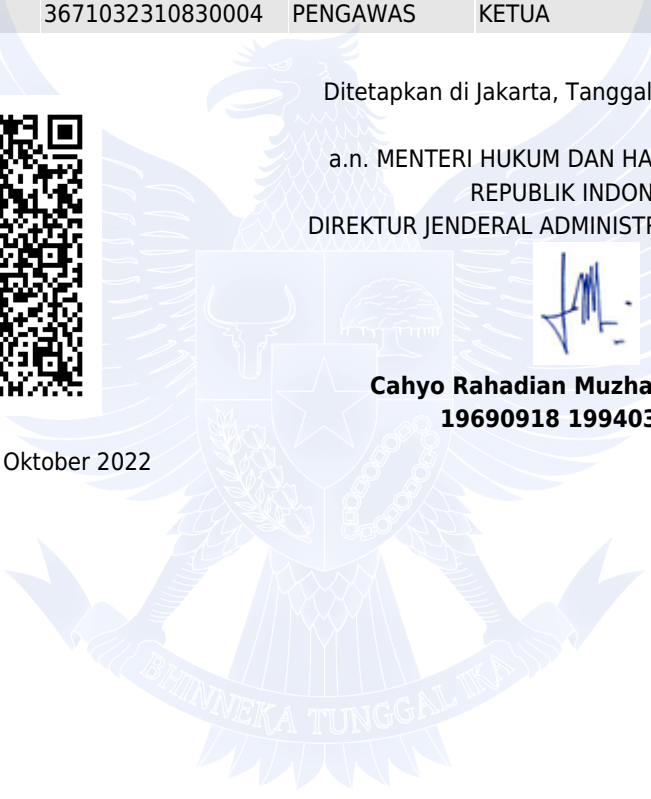 3671032310830004 PENGAWAS KETUA
Ditetapkan di Jakarta, Tanggal
a.n. MENTERI HUKUM DAN HA
REPUBLIK INDON
DIREKTUR JENDERAL ADMINIST
Cahyo Rahadian Muzha
19690918 199403
Oktober 2022
BHINNEKA TUNGGAL IKA